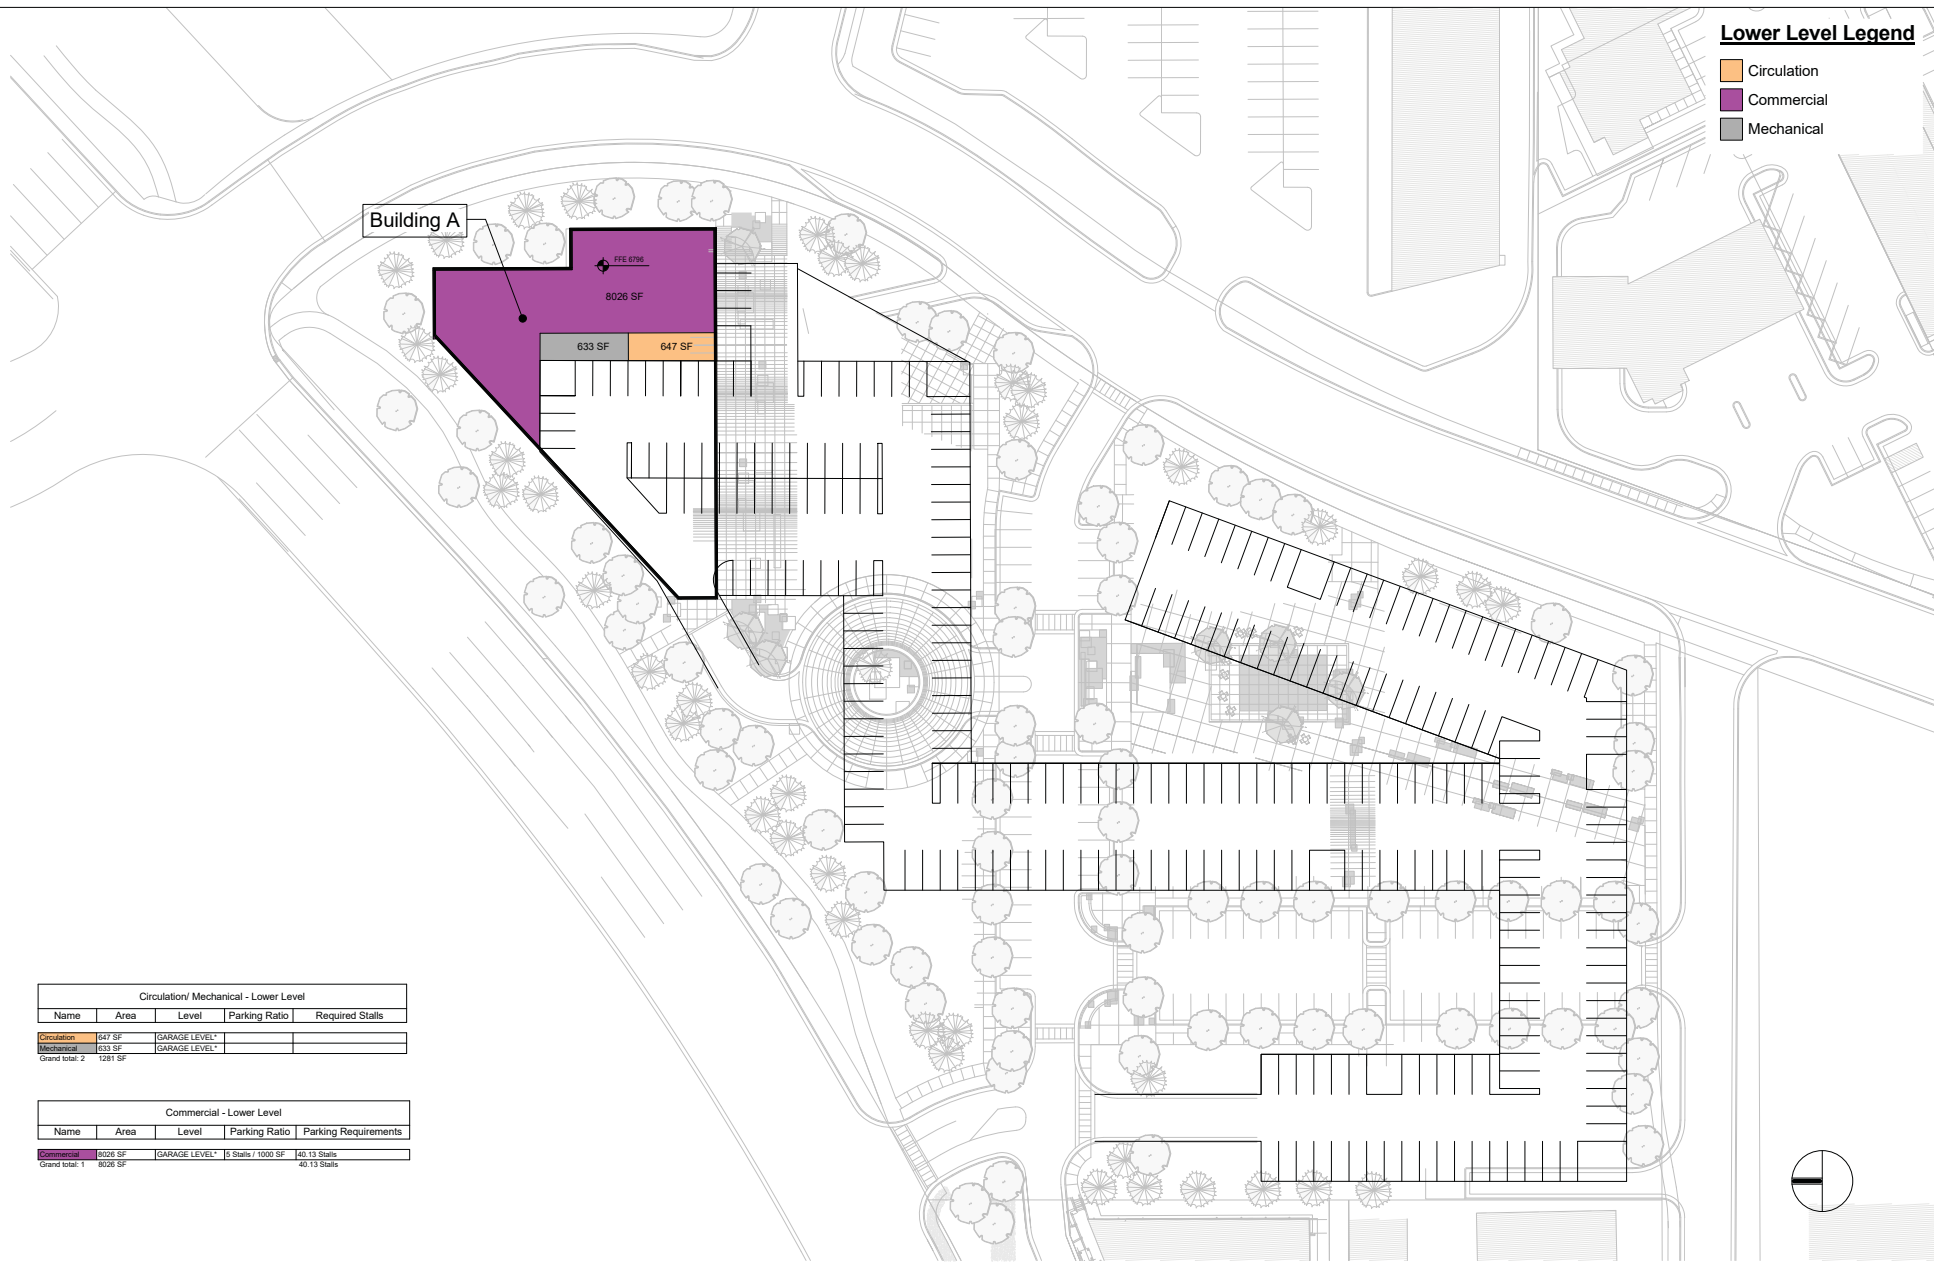 Lower Level Legend
Circulation
Commercial
Mechanical
Building A
FFE 6796
8026 SF
633 SF
647 SF
Circulation/ Mechanical - Lower Level
Name Area Level Parking Ratio Required Stalls
Circulation 647 SF GARAGE LEVEL*
Mechanical 633 SF GARAGE LEVEL*
Grand total: 2 1281 SF
Commercial - Lower Level
Name Area Level Parking Ratio Parking Requirements
Commercial 8026 SF GARAGE LEVEL* 5 Stalls / 1000 SF 40.13 Stalls
Grand total: 1 8026 SF 40.13 Stalls